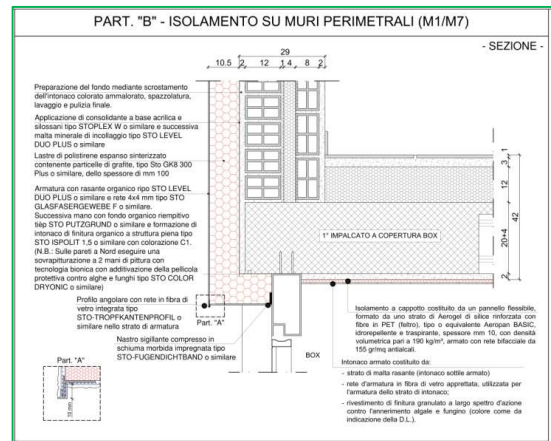 PART. "B" - ISOLAMENTO SU MURI PERIMETRALI (M1/M7)
- SEZIONE -
29
10.5 2 12 1 4 8 2
Preparazione del fondo mediante scrostamento
dell'intonaco colorato ammalorato, spazzolatura,
lavaggio e pulizia finale.
Applicazione di consolidante a base acrilica e
silossani tipo STOPLEX W o similare e successiva
malta minerale di incollaggio tipo STO LEVEL
DUO PLUS o similare
Lastre di polistirene espanso sinterizzato
contenente particelle di grafite, tipo Sto GK8 300
Plus o similare, dello spessore di mm 100
Armatura con rasante organico ripo STO LEVEL
DUO PLUS o similare e rete 4x4 mm tipo STO
GLASFASERGEWEBE F o similare.
Successiva mano con fondo organico riempitivo
tièp STO PUTZGRUND o similare e formazione di
intonaco di finitura organico a struttura piena tipo
STO ISPOLIT 1,5 o similare con colorazione C1.
(N.B.: Sulle pareti a Nord eseguire una
sovrapitturazione a 2 mani di pittura con
tecnologia bionica con additivazione della pellicola
protettiva contro alghe e funghi tipo STO COLOR
DRYONIC o similare)
Profilo angolare con rete in fibra di
vetro integrata tipo
STO-TROPFKANTENPROFIL o
similare nello strato di armatura
Nastro sigillante compresso in
schiuma morbida impregnata tipo
STO-FUGENDICHTBAND o similare
Part. "A"
Part. "A"
10 mm
1° IMPALCATO A COPERTURA BOX
BOX
3 1
12
42
20+4
2
Isolamento a cappotto costituito da un pannello flessibile,
formato da uno strato di Aerogel di silice rinforzata con
fibre in PET (feltro), tipo o equivalente Aeropan BASIC,
idrorepellente e traspirante, spessore mm 10, con densità
volumetrica pari a 190 kg/m³, armato con rete bifacciale da
155 gr/mq antialcali.
Intonaco armato costituito da:
- strato di malta rasante (intonaco sottile armato)
- rete d'armatura in fibra di vetro apprettata, utilizzata per
l'armatura dello strato di intonaco;
- rivestimento di finitura granulato a largo spettro d'azione
contro l'annerimento algale e fungino (colore come da
indicazione della D.L.).